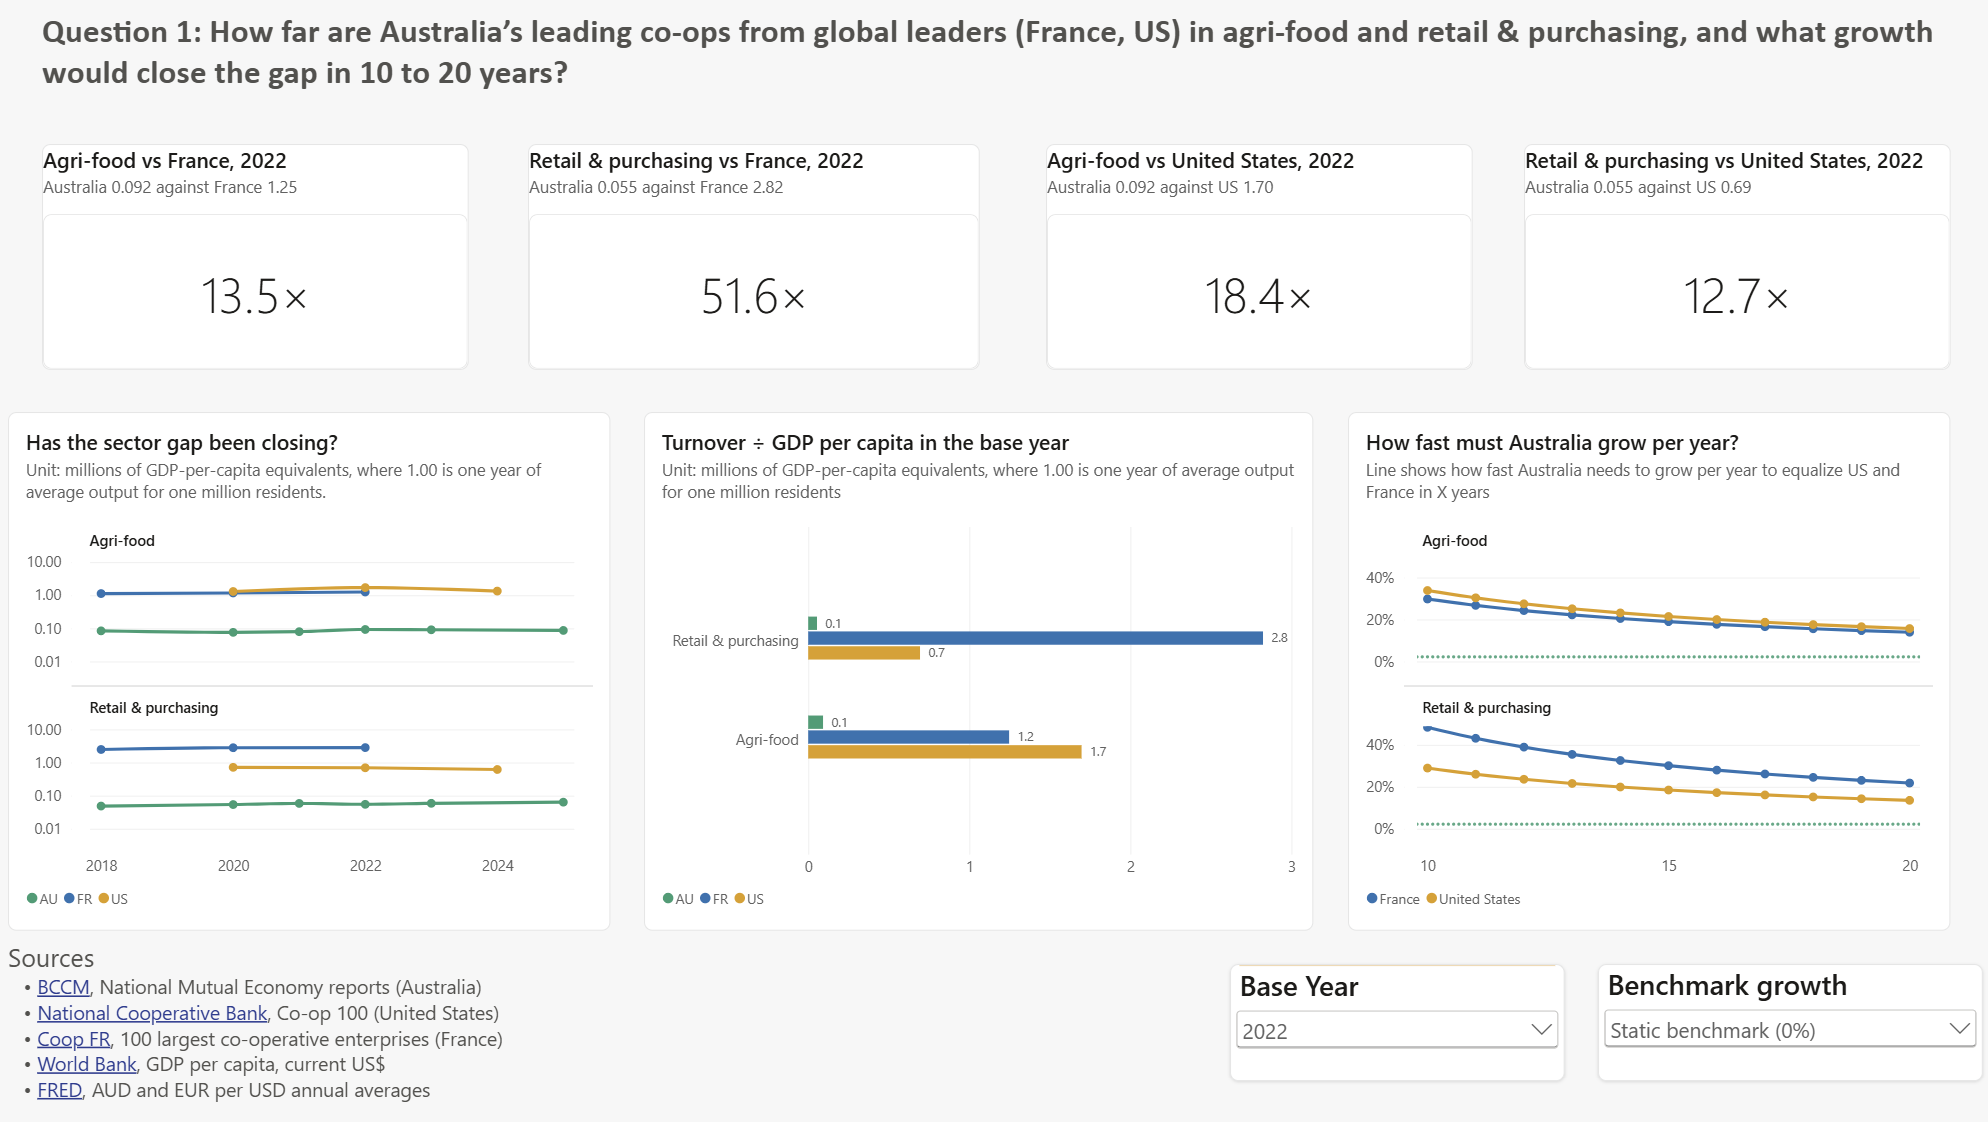 Question 1: How far are Australia’s leading co-ops from global leaders (France, US) in agri-food and retail & purchasing, and what growth
would close the gap in 10 to 20 years?
Agri-food vs France, 2022
Australia 0.092 against France 1.25
13.5×
Retail & purchasing vs France, 2022
Australia 0.055 against France 2.82
51.6×
Agri-food vs United States, 2022
Australia 0.092 against US 1.70
18.4×
Retail & purchasing vs United States, 2022
Australia 0.055 against US 0.69
12.7×
Has the sector gap been closing?
Unit: millions of GDP-per-capita equivalents, where 1.00 is one year of
average output for one million residents.
Agri-food
10.00
1.00
0.10
0.01
Retail & purchasing
10.00
1.00
0.10
0.01
2018 2020 2022 2024
AU FR US
Turnover ÷ GDP per capita in the base year
Unit: millions of GDP-per-capita equivalents, where 1.00 is one year of average output
for one million residents
Retail & purchasing
0.1
2.8
0.7
Agri-food
0.1
1.2
1.7
0 1 2 3
AU FR US
How fast must Australia grow per year?
Line shows how fast Australia needs to grow per year to equalize US and
France in X years
Agri-food
40%
20%
0%
Retail & purchasing
40%
20%
0%
10 15 20
France United States
Sources
• BCCM, National Mutual Economy reports (Australia)
• National Cooperative Bank, Co-op 100 (United States)
• Coop FR, 100 largest co-operative enterprises (France)
• World Bank, GDP per capita, current US$
• FRED, AUD and EUR per USD annual averages
Base Year
2022
Benchmark growth
Static benchmark (0%)